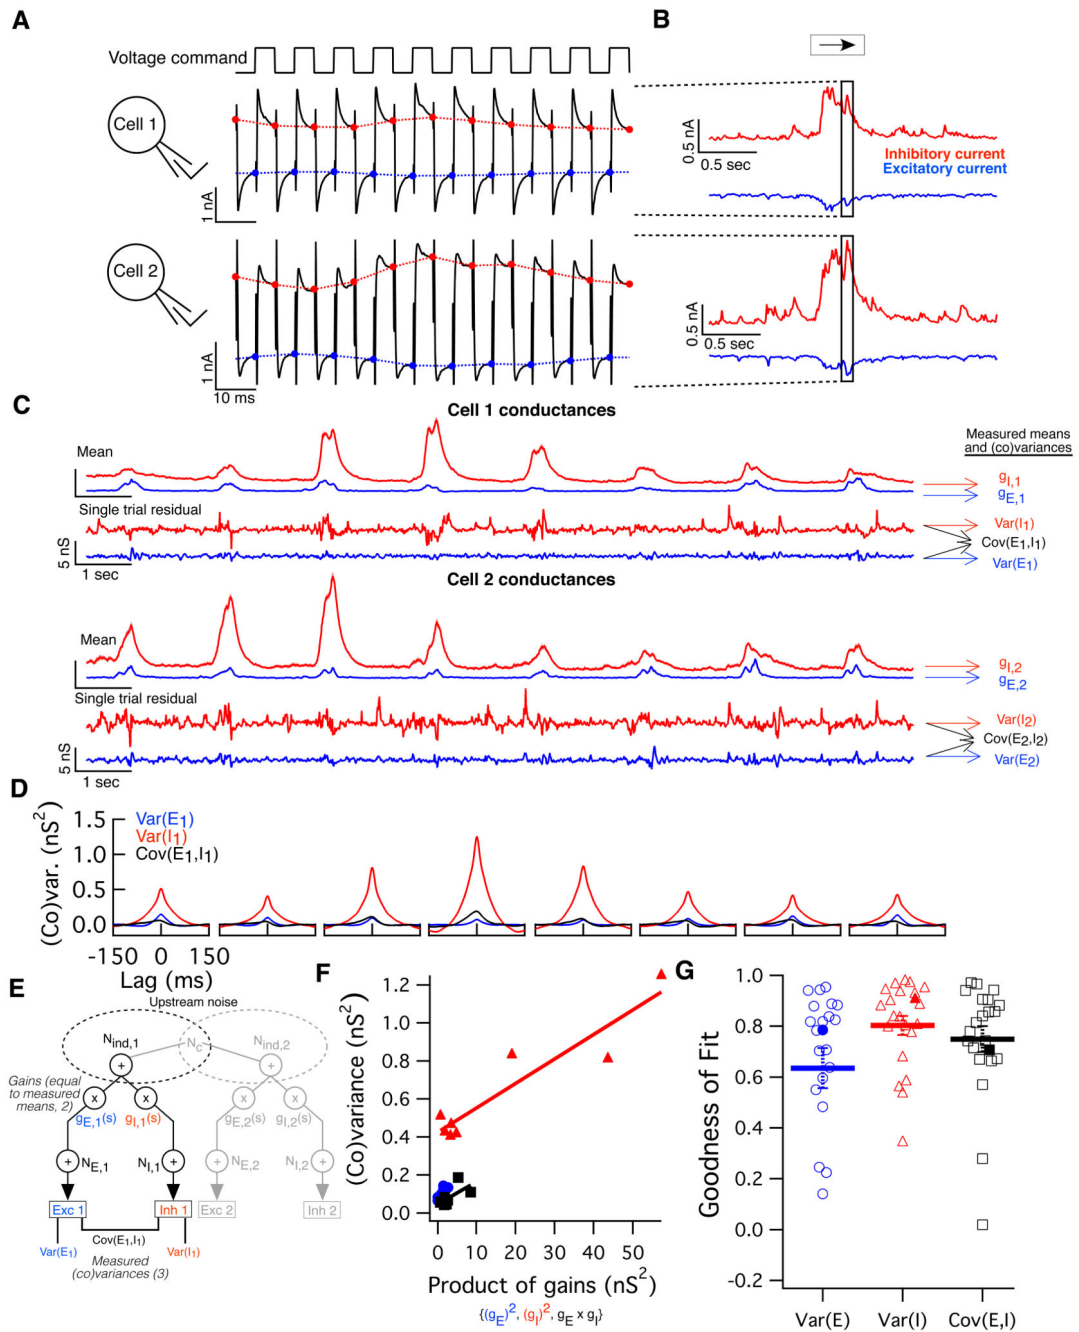 A
B
Voltage command
Cell 1
1 nA
0.5 nA
0.5 sec
Inhibitory current
Excitatory current
Cell 2
1 nA
10 ms
0.5 nA
0.5 sec
C
Cell 1 conductances
Measured means
and (co)variances
Mean
gI,1
gE,1
Single trial residual
Var(I1)
Cov(E1,I1)
Var(E1)
5 nS
1 sec
Cell 2 conductances
Mean
gI,2
gE,2
Single trial residual
Var(I2)
Cov(E2,I2)
Var(E2)
5 nS
1 sec
D
(Co)var. (nS2)
1.5
1.0
0.5
0.0
Var(E1)
Var(I1)
Cov(E1,I1)
-150 0 150
Lag (ms)
E
Upstream noise
Nind,1
Nc
Nind,2
+
+
Gains (equal
to measured
means, 2)
x
x
x
x
gE,1(s)
gI,1(s)
gE,2(s)
gI,2(s)
+
NE,1
+
NI,1
+
NE,2
+
NI,2
Exc 1
Inh 1
Exc 2
Inh 2
Cov(E1,I1)
Var(E1)
Var(I1)
Measured
(co)variances (3)
F
(Co)variance (nS2)
1.2
1.0
0.8
0.6
0.4
0.2
0.0
0 10 20 30 40 50
Product of gains (nS2)
{(gE)2, (gI)2, gE x gI}
G
Goodness of Fit
1.0
0.8
0.6
0.4
0.2
0.0
-0.2
Var(E)
Var(I)
Cov(E,I)